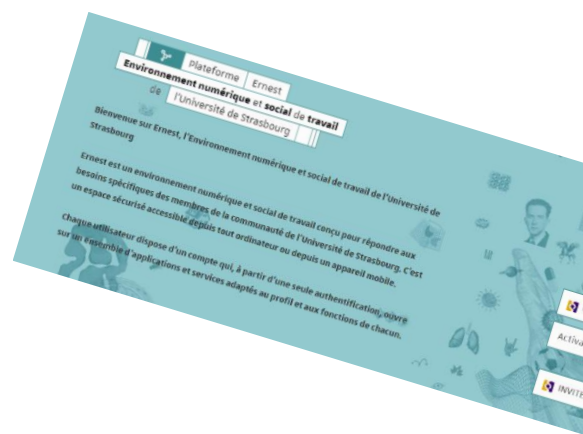 Plateforme Ernest
Environnement numérique et social de travail
de l'Université de Strasbourg
Bienvenue sur Ernest, l'Environnement numérique et social de travail de l'Université de
strasbourg
Ernest est un environnement numérique et social de travail conçu pour répondre aux
besoins spécifiques des membres de la communauté de l'Université de Strasbourg. C'est
un espace sécurisé accessible depuis tout ordinateur ou depuis un appareil mobile.
Chaque utilisateur dispose d'un compte qui, à partir d'une seule authentification, ouvre
sur un ensemble d'applications et services adaptés au profil et aux fonctions de chacun.
Activa
INVITE